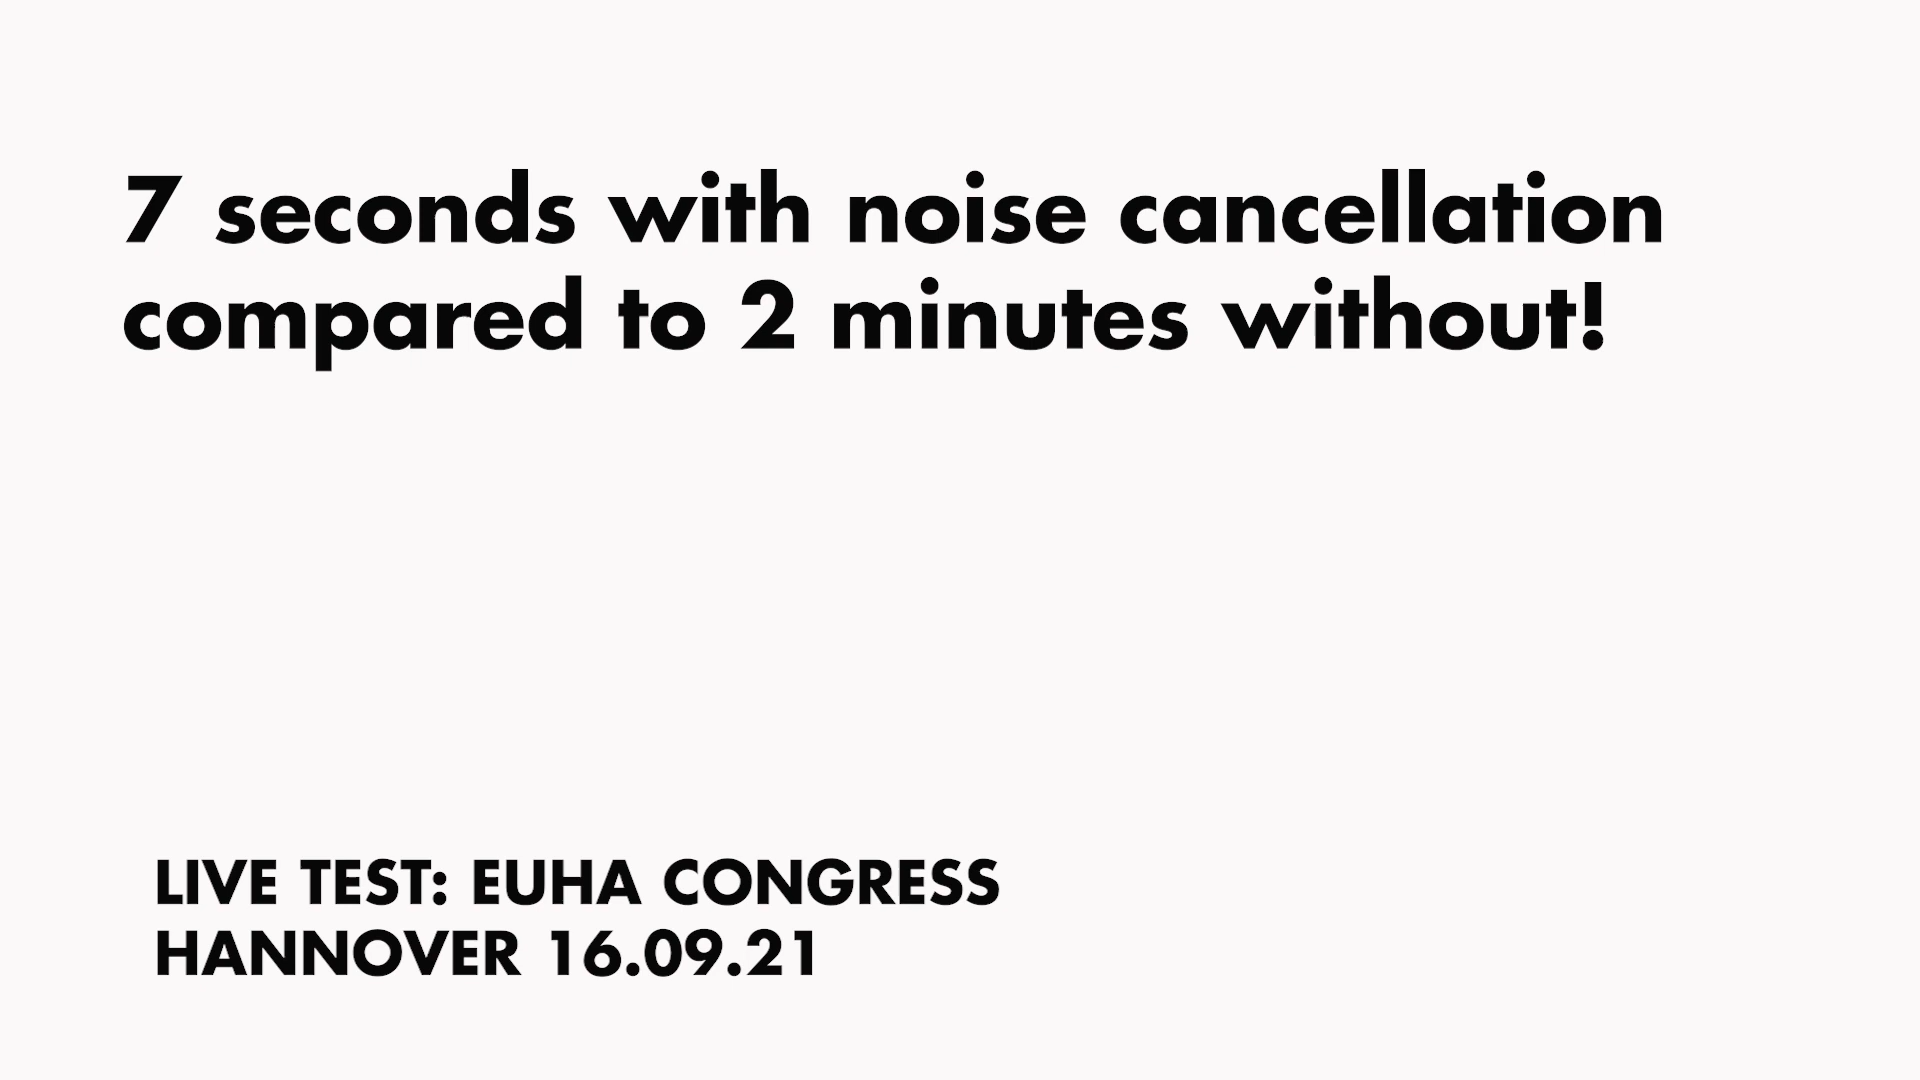 7 seconds with noise cancellation
compared to 2 minutes without!
LIVE TEST: EUHA CONGRESS
HANNOVER 16.09.21